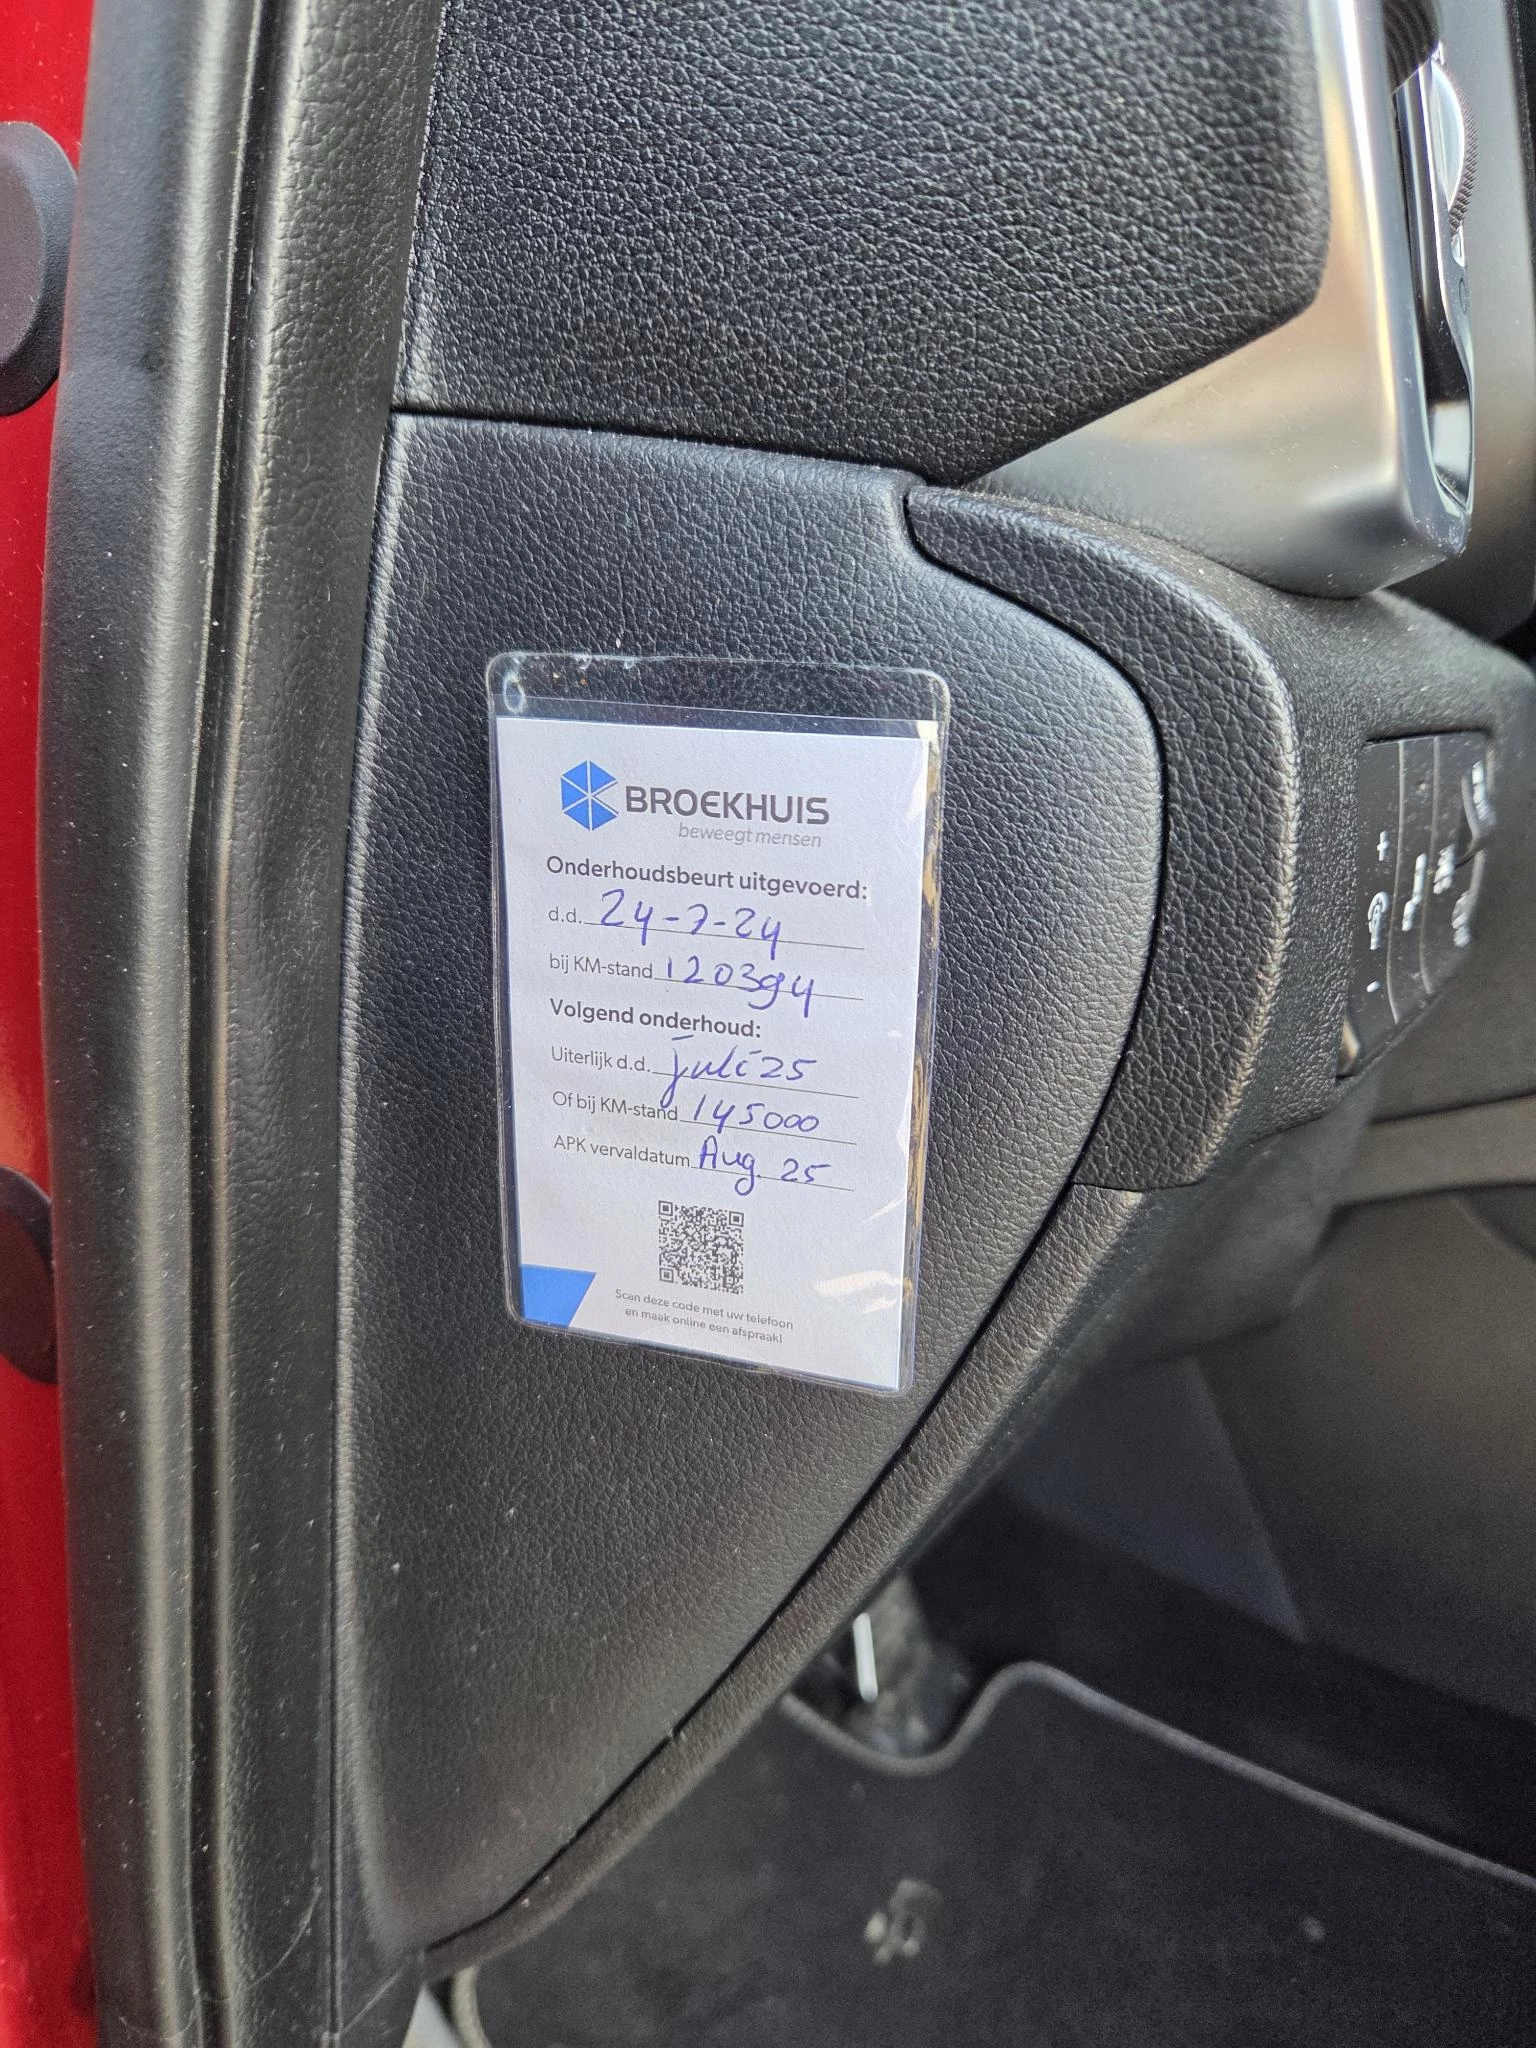 BROEKHUIS
beweegt mensen
Onderhoudsbeurt uitgevoerd:
d.d. 24-7-24
bij KM-stand 120394
Volgend onderhoud:
Uiterlijk d.d. juli 25
Of bij KM-stand 145000
APK vervaldatum Aug. 25
Scan deze code met uw telefoon
en maak online een afspraak!